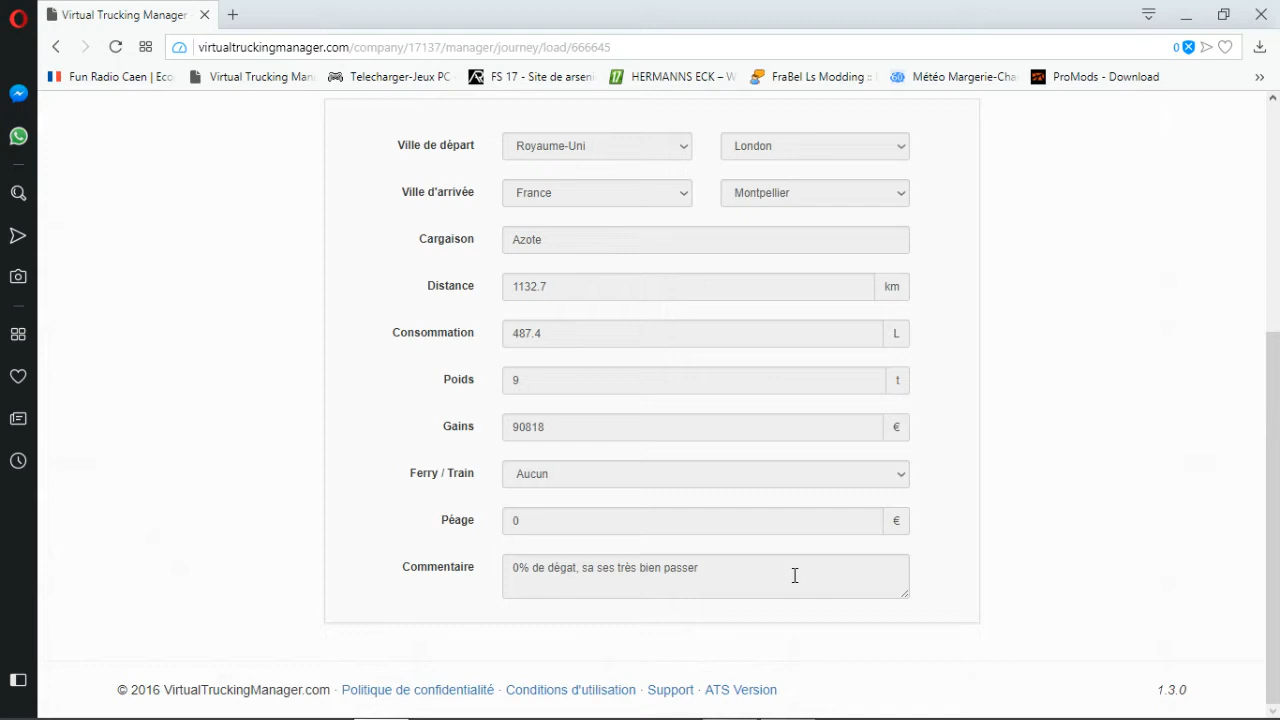 Virtual Trucking Manager
virtualtruckingmanager.com/company/17137/manager/journey/load/666645
0
Fun Radio Caen | Eco
Virtual Trucking Man
Telecharger-Jeux PC
FS 17 - Site de arseni
HERMANNS ECK – W
FraBel Ls Modding ::
Météo Margerie-Cha
ProMods - Download
Ville de départ Royaume-Uni London
Ville d'arrivée France Montpellier
Cargaison Azote
Distance 1132.7 km
Consommation 487.4 L
Poids 9 t
Gains 90818 €
Ferry / Train Aucun
Péage 0 €
Commentaire 0% de dégat, sa ses très bien passer
© 2016 VirtualTruckingManager.com · Politique de confidentialité · Conditions d'utilisation · Support · ATS Version 1.3.0